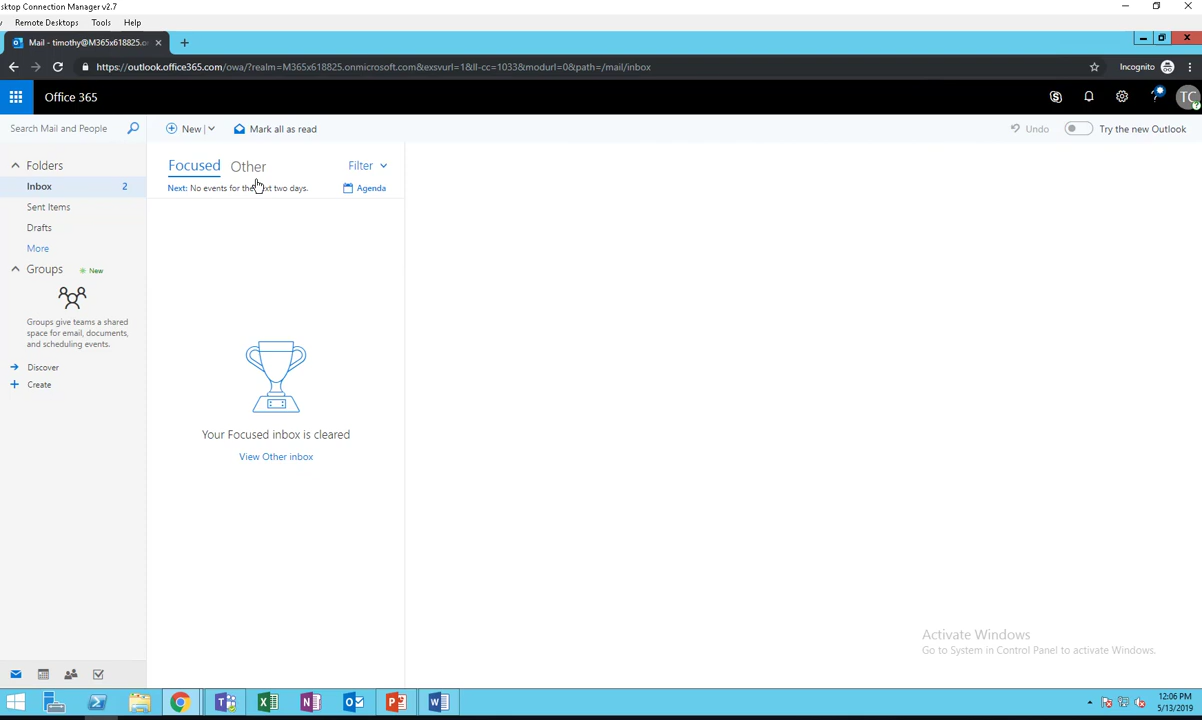 sktop Connection Manager v2.7
Remote Desktops Tools Help
Mail - timothy@M365x618825.on
https://outlook.office365.com/owa/?realm=M365x618825.onmicrosoft.com&exsvurl=1&ll-cc=1033&modurl=0&path=/mail/inbox
Incognito
Office 365
TC
Search Mail and People
New
Mark all as read
Undo
Try the new Outlook
Folders
Focused Other
Filter
Inbox 2
Next: No events for the next two days.
Agenda
Sent Items
Drafts
More
Groups
New
Groups give teams a shared
space for email, documents,
and scheduling events.
Discover
Create
Your Focused inbox is cleared
View Other inbox
Activate Windows
Go to System in Control Panel to activate Windows.
12:06 PM
5/13/2019